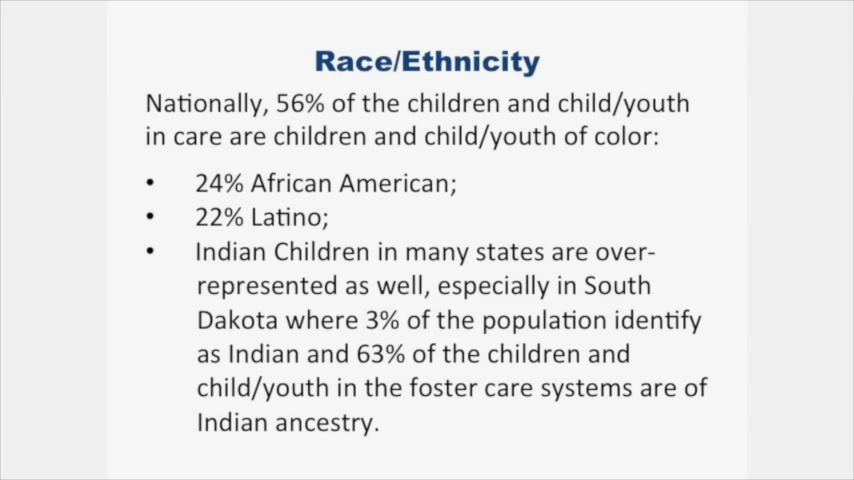 Race/Ethnicity
Nationally, 56% of the children and child/youth
in care are children and child/youth of color:
• 24% African American;
• 22% Latino;
• Indian Children in many states are over-
represented as well, especially in South
Dakota where 3% of the population identify
as Indian and 63% of the children and
child/youth in the foster care systems are of
Indian ancestry.